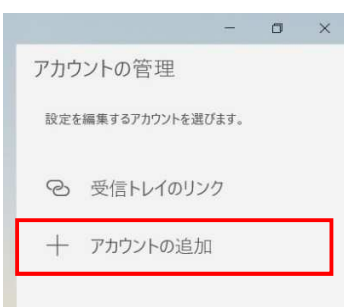 アカウントの管理
設定を編集するアカウントを選びます。
受信トレイのリンク
アカウントの追加